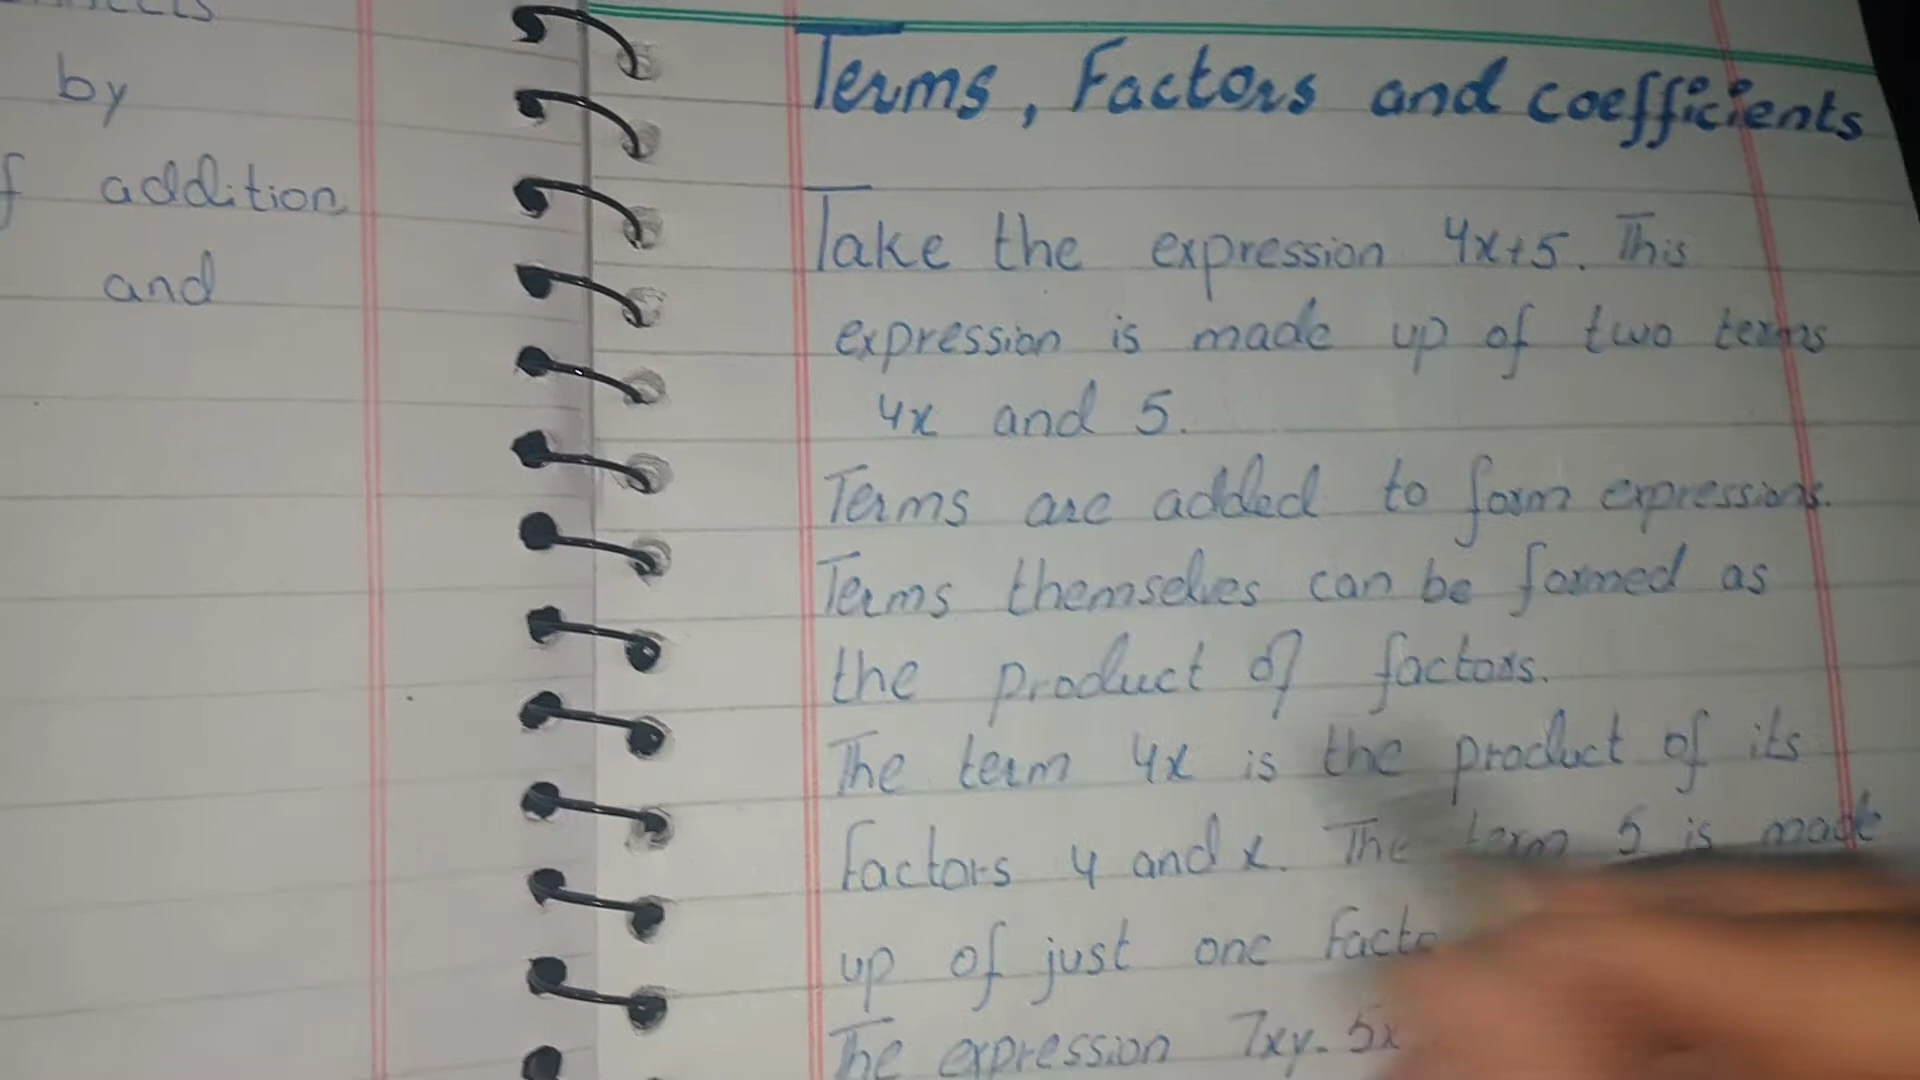 by
addition
and
Terms, Factors and coefficients
Take the expression 4x+5. This
expression is made up of two terms
4x and 5.
Terms are added to form expressions.
Terms themselves can be formed as
the product of factors.
The term 4x is the product of its
factors 4 and x. The term 5 is made
up of just one
The expression 7xy-5x